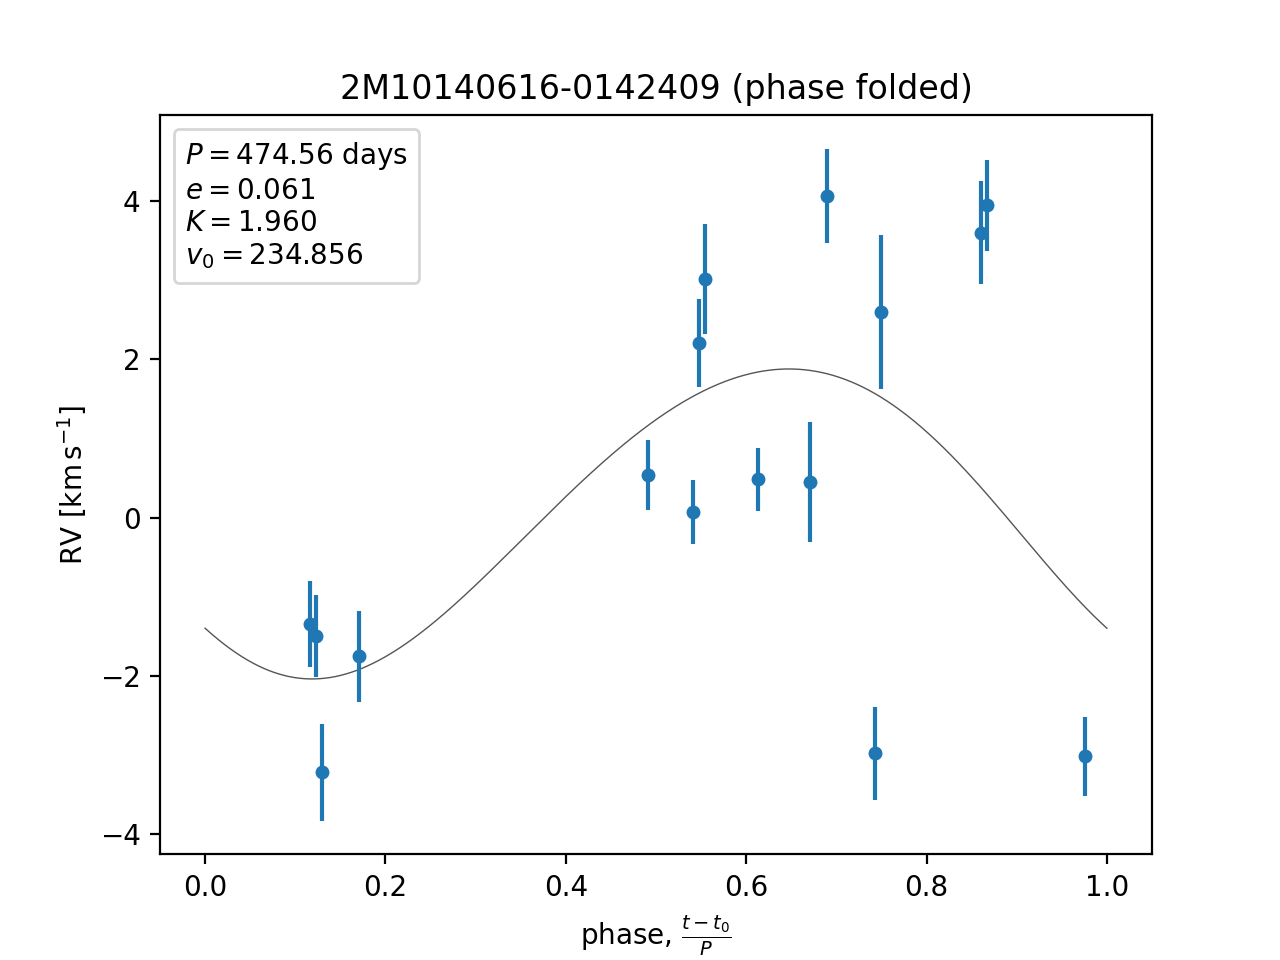 2M10140616-0142409 (phase folded)
P = 474.56 days
e = 0.061
K = 1.960
v₀ = 234.856
4
2
0
−2
−4
RV [km s⁻¹]
0.0 0.2 0.4 0.6 0.8 1.0
phase, (t − t₀)/P